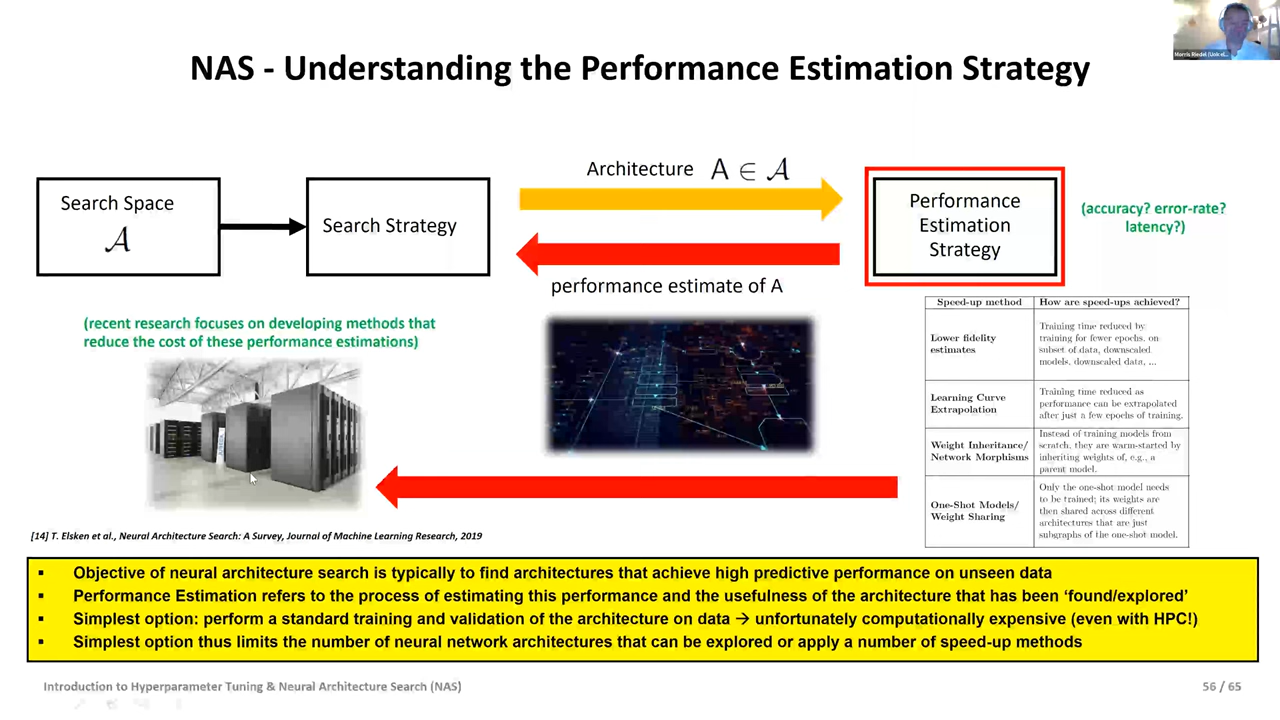 NAS - Understanding the Performance Estimation Strategy
Search Space
𝒜
Search Strategy
Architecture A ∈ 𝒜
performance estimate of A
Performance
Estimation
Strategy
(accuracy? error-rate?
latency?)
(recent research focuses on developing methods that
reduce the cost of these performance estimations)
Speed-up method How are speed-ups achieved?
Lower fidelity
estimates
Training time reduced by
training for fewer epochs, on
subset of data, downscaled
models, downscaled data, ...
Learning Curve
Extrapolation
Training time reduced as
performance can be extrapolated
after just a few epochs of training.
Weight Inheritance/
Network Morphisms
Instead of training models from
scratch, they are warm-started by
inheriting weights of, e.g., a
parent model.
One-Shot Models/
Weight Sharing
Only the one-shot model needs
to be trained; its weights are
then shared across different
architectures that are just
subgraphs of the one-shot model.
[14] T. Elsken et al., Neural Architecture Search: A Survey, Journal of Machine Learning Research, 2019
▪ Objective of neural architecture search is typically to find architectures that achieve high predictive performance on unseen data
▪ Performance Estimation refers to the process of estimating this performance and the usefulness of the architecture that has been ‘found/explored’
▪ Simplest option: perform a standard training and validation of the architecture on data → unfortunately computationally expensive (even with HPC!)
▪ Simplest option thus limits the number of neural network architectures that can be explored or apply a number of speed-up methods
Introduction to Hyperparameter Tuning & Neural Architecture Search (NAS)
56 / 65
Morris Riedel